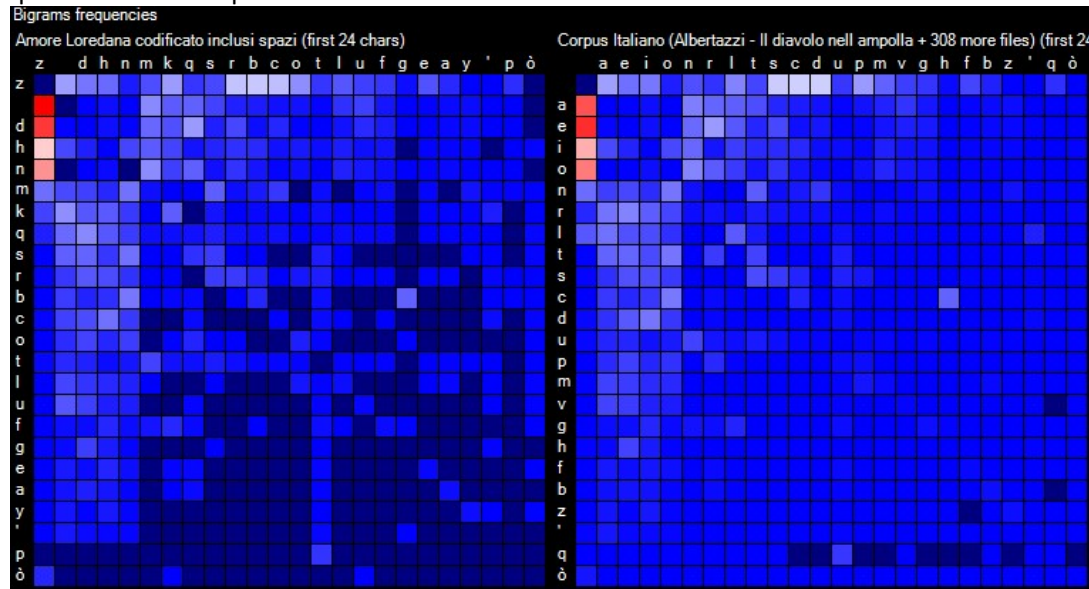 Bigrams frequencies
Amore Loredana codificato inclusi spazi (first 24 chars) Corpus Italiano (Albertazzi - Il diavolo nell ampolla + 308 more files) (first 24
z d h n m k q s r b c o t l u f g e a y ' p ò a e i o n r l t s c d u p m v g h f b z ' q ò
z
a
d e
h i
n o
m n
k r
q l
s t
r s
b c
c d
o u
t p
l m
u v
f g
g h
e f
a b
y z
' '
p q
ò ò